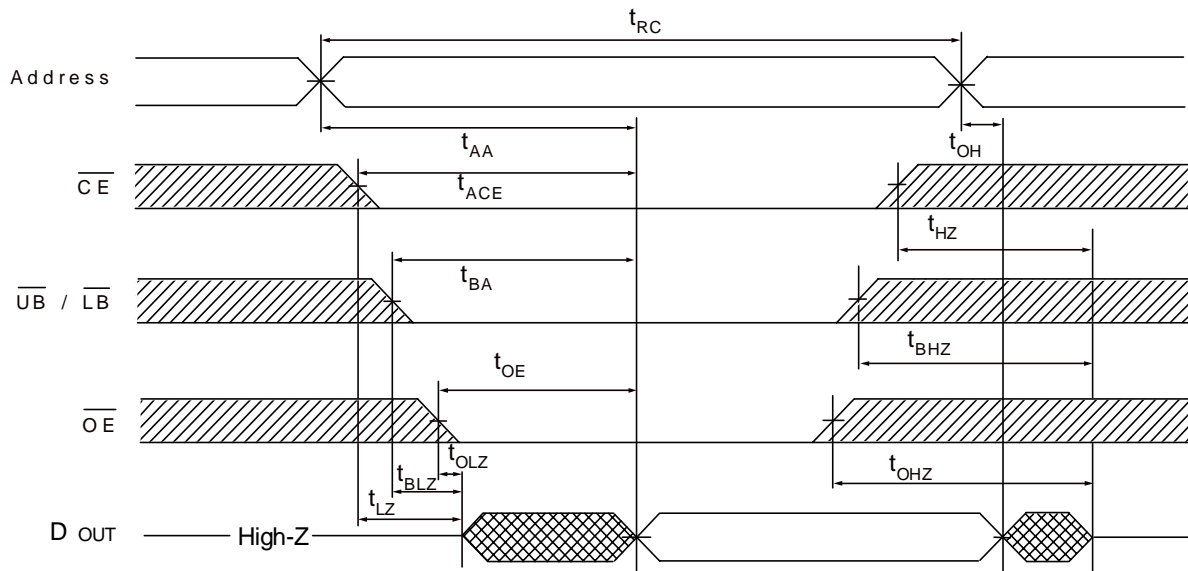 tRC
Address
tAA
tOH
CE
tACE
tHZ
UB / LB
tBA
tBHZ
OE
tOE
tOLZ
tBLZ
tOHZ
tLZ
D OUT
High-Z